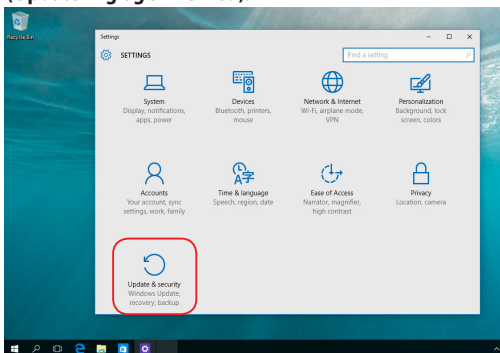 Recycle Bin
Settings
SETTINGS
Find a setting
System
Display, notifications,
apps, power
Devices
Bluetooth, printers,
mouse
Network & Internet
Wi-Fi, airplane mode,
VPN
Personalization
Background, lock
screen, colors
Accounts
Your account, sync
settings, work, family
Time & language
Speech, region, date
Ease of Access
Narrator, magnifier,
high contrast
Privacy
Location, camera
Update & security
Windows Update,
recovery, backup